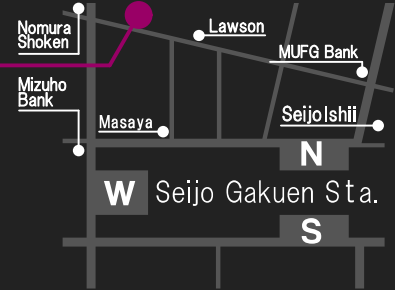 Nomura
Shoken
Lawson
MUFG Bank
Mizuho
Bank
Masaya
SeijoIshii
N
W
Seijo Gakuen Sta.
S